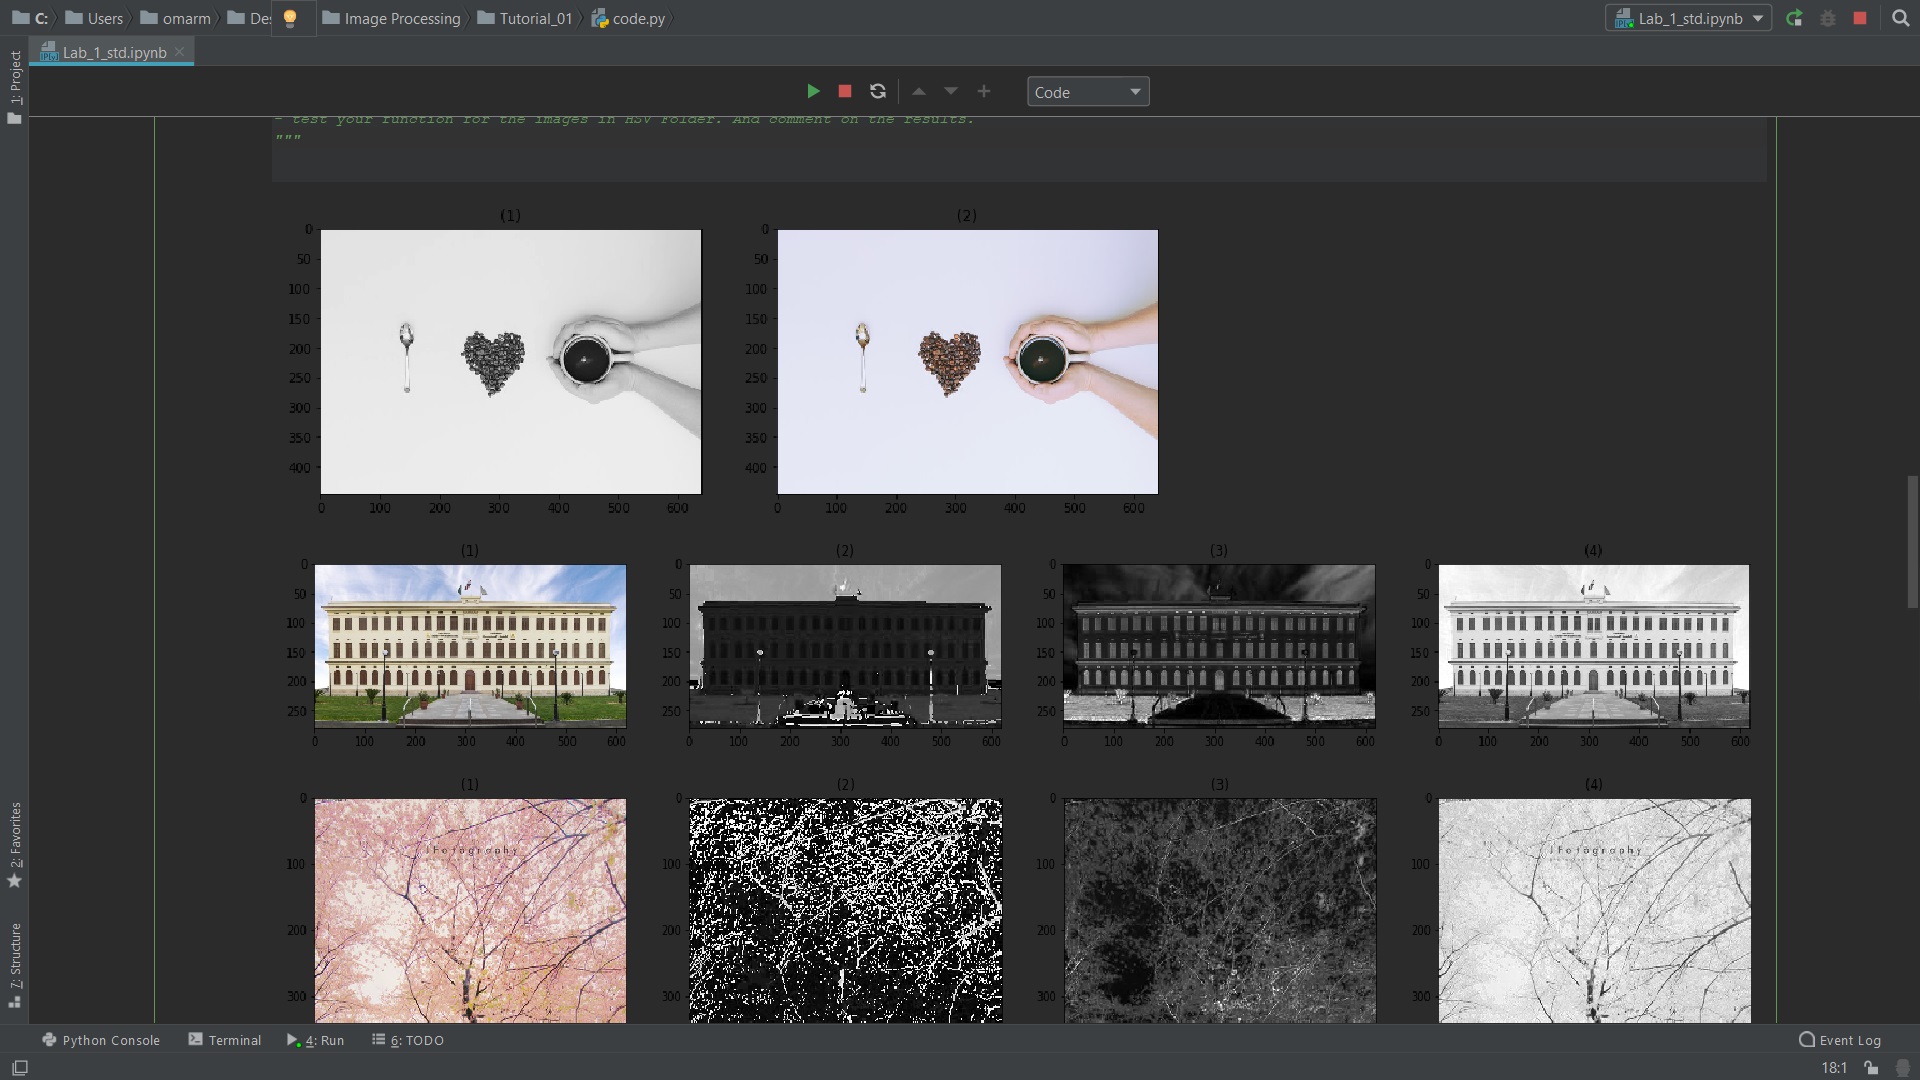 C: Users omarm Des Image Processing Tutorial_01 code.py Lab_1_std.ipynb
Lab_1_std.ipynb
1: Project
Code
- test your function for the images in HSV Folder. And comment on the results.
"""
(1) (2)
0 50 100 150 200 250 300 350 400
0 100 200 300 400 500 600
0 50 100 150 200 250 300 350 400
0 100 200 300 400 500 600
(1) (2) (3) (4)
0 50 100 150 200 250
0 100 200 300 400 500 600
0 50 100 150 200 250
0 100 200 300 400 500 600
0 50 100 150 200 250
0 100 200 300 400 500 600
0 50 100 150 200 250
0 100 200 300 400 500 600
(1) (2) (3) (4)
0 100 200 300
0 100 200 300
0 100 200 300
0 100 200 300
2: Favorites
7: Structure
Python Console Terminal 4: Run 6: TODO Event Log
18:1